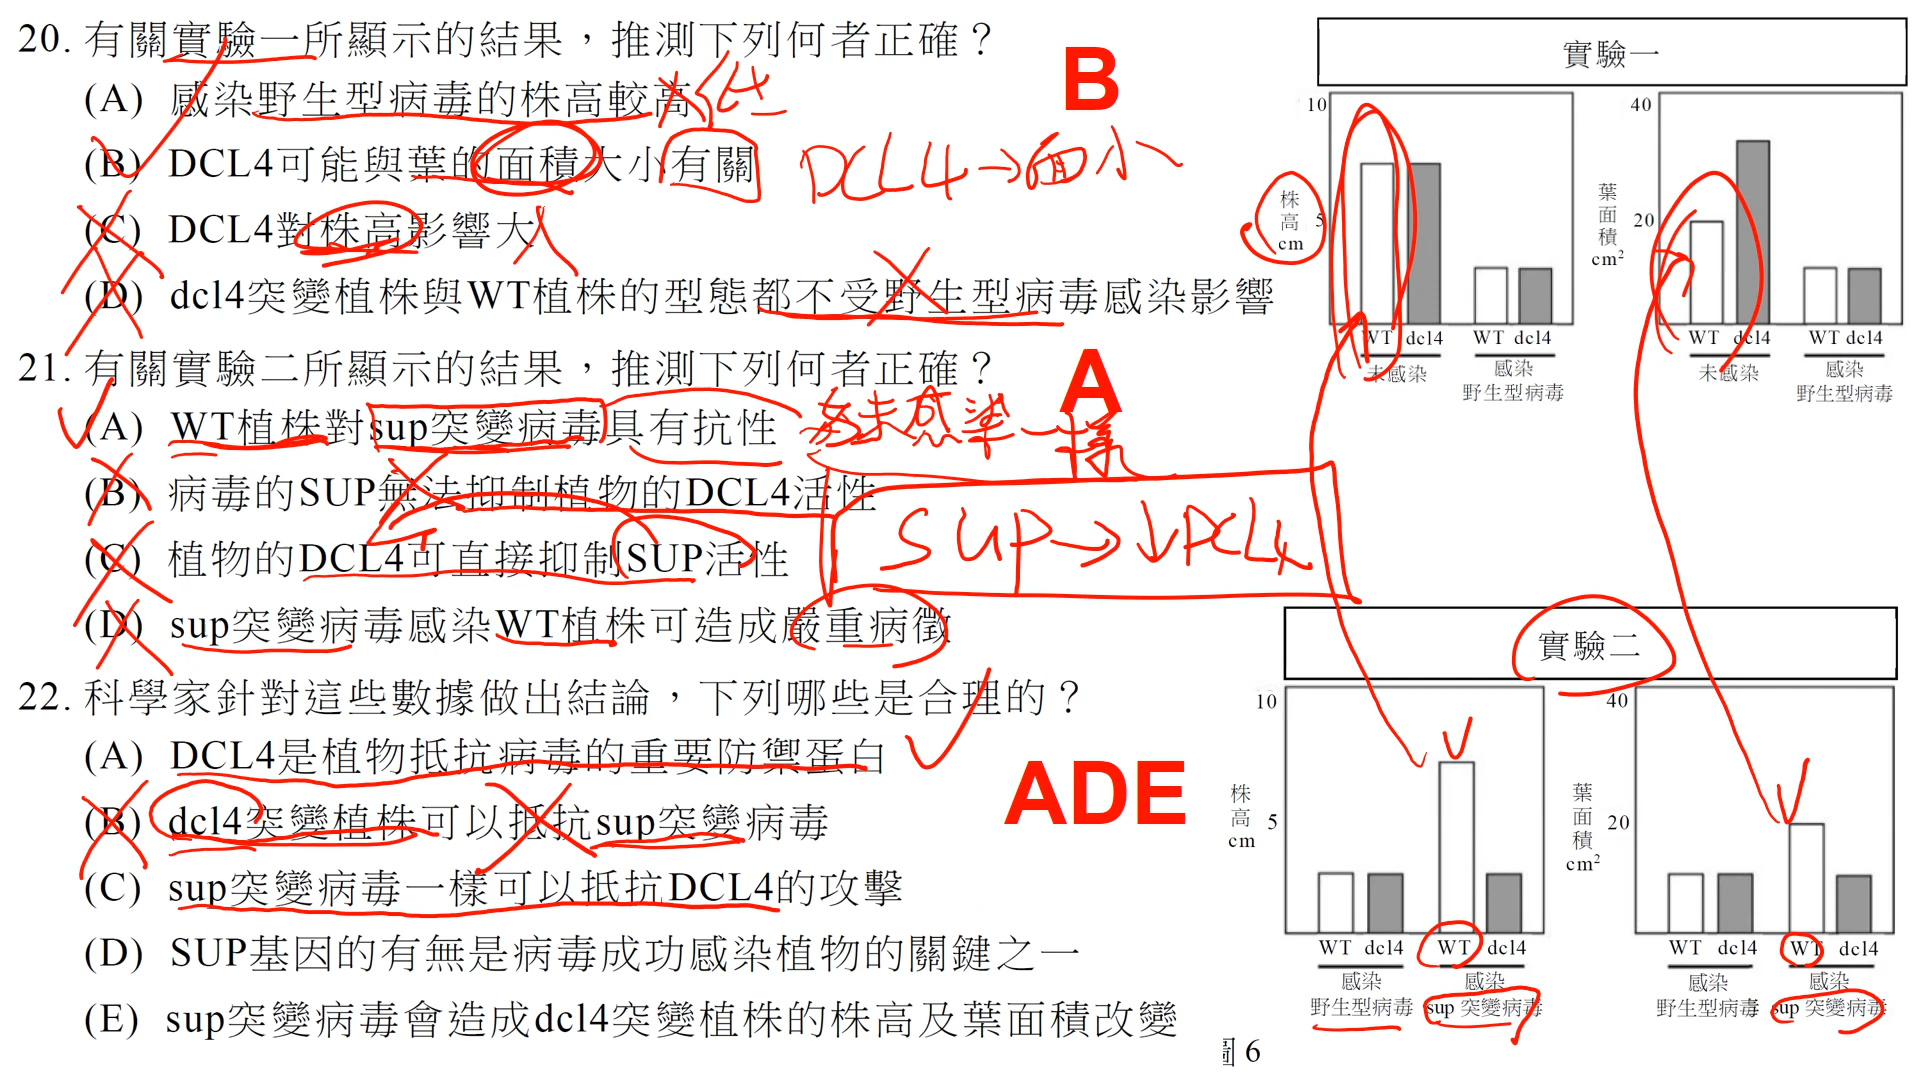 20. 有關實驗一所顯示的結果，推測下列何者正確？
(A) 感染野生型病毒的株高較高
低
B
(B) DCL4可能與葉的面積大小有關
DCL4→面小
(C) DCL4對株高影響大
(D) dcl4突變植株與WT植株的型態都不受野生型病毒感染影響
21. 有關實驗二所顯示的結果，推測下列何者正確？
A
(A) WT植株對sup突變病毒具有抗性
未感染一樣
(B) 病毒的SUP無法抑制植物的DCL4活性
SUP→↓DCL4
(C) 植物的DCL4可直接抑制SUP活性
(D) sup突變病毒感染WT植株可造成嚴重病徵
22. 科學家針對這些數據做出結論，下列哪些是合理的？
(A) DCL4是植物抵抗病毒的重要防禦蛋白
ADE
(B) dcl4突變植株可以抵抗sup突變病毒
(C) sup突變病毒一樣可以抵抗DCL4的攻擊
(D) SUP基因的有無是病毒成功感染植物的關鍵之一
(E) sup突變病毒會造成dcl4突變植株的株高及葉面積改變
實驗一
10
株高
5
cm
WT dcl4 WT dcl4
未感染 感染
野生型病毒
40
葉面積
20
cm²
WT dcl4 WT dcl4
未感染 感染
野生型病毒
實驗二
10
株高
5
cm
WT dcl4 WT dcl4
感染 感染
野生型病毒 sup 突變病毒
40
葉面積
20
cm²
WT dcl4 WT dcl4
感染 感染
野生型病毒 sup 突變病毒
圖 6